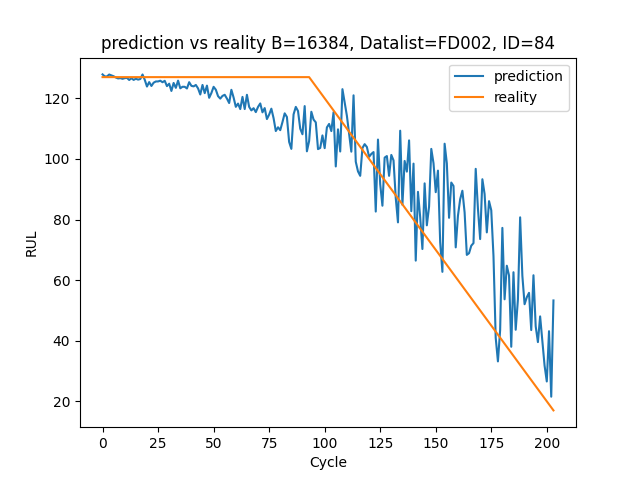 prediction vs reality B=16384, Datalist=FD002, ID=84
prediction
reality
RUL
120
100
80
60
40
20
0 25 50 75 100 125 150 175 200
Cycle